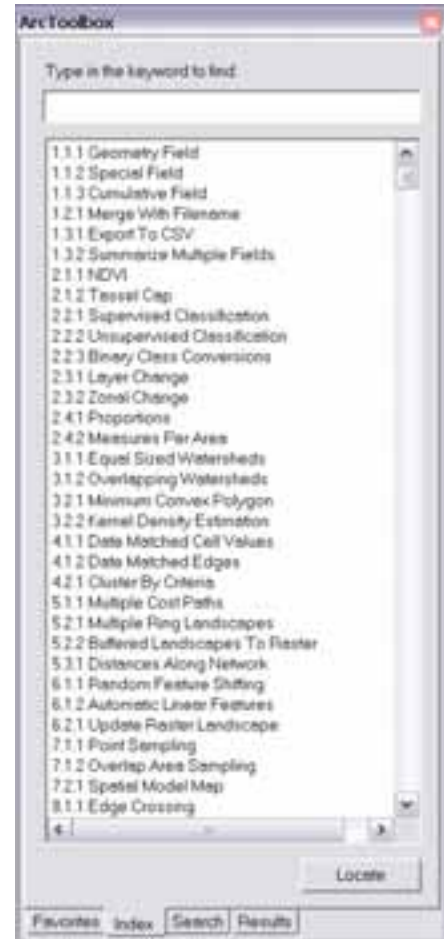 ArcToolbox
Type in the keyword to find:
1.1.1 Geometry Field
1.1.2 Special Field
1.1.3 Cumulative Field
1.2.1 Merge With Filename
1.3.1 Export To CSV
1.3.2 Summarize Multiple Fields
2.1.1 NDVI
2.1.2 Tassel Cap
2.2.1 Supervised Classification
2.2.2 Unsupervised Classification
2.2.3 Binary Class Conversions
2.3.1 Layer Change
2.3.2 Zonal Change
2.4.1 Proportions
2.4.2 Measures Per Area
3.1.1 Equal Sized Watersheds
3.1.2 Overlapping Watersheds
3.2.1 Minimum Convex Polygon
3.2.2 Kernel Density Estimation
4.1.1 Date Matched Cell Values
4.1.2 Date Matched Edges
4.2.1 Cluster By Criteria
5.1.1 Multiple Cost Paths
5.2.1 Multiple Ring Landscapes
5.2.2 Buffered Landscapes To Raster
5.3.1 Distances Along Network
6.1.1 Random Feature Shifting
6.1.2 Automatic Linear Features
6.2.1 Update Raster Landscape
7.1.1 Point Sampling
7.1.2 Overlap Area Sampling
7.2.1 Spatial Model Map
8.1.1 Edge Crossing
Locate
Favorites Index Search Results